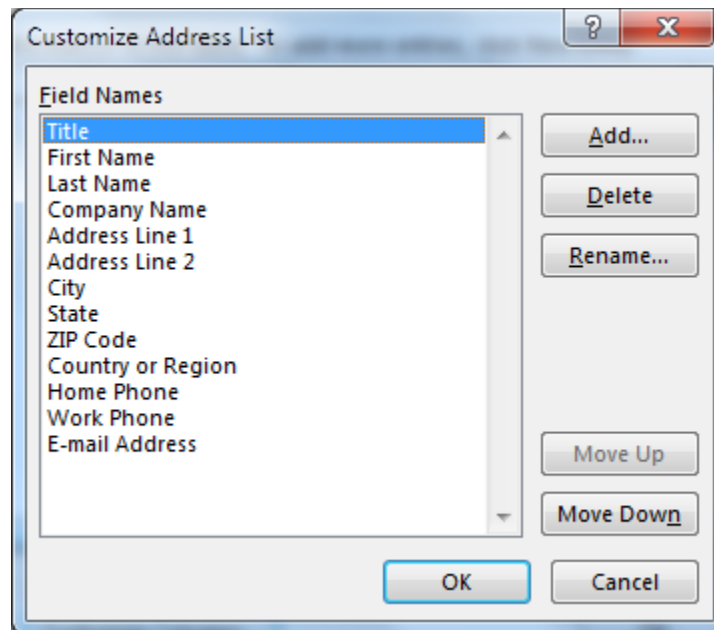 Customize Address List
Field Names
Title
First Name
Last Name
Company Name
Address Line 1
Address Line 2
City
State
ZIP Code
Country or Region
Home Phone
Work Phone
E-mail Address
Add...
Delete
Rename...
Move Up
Move Down
OK
Cancel